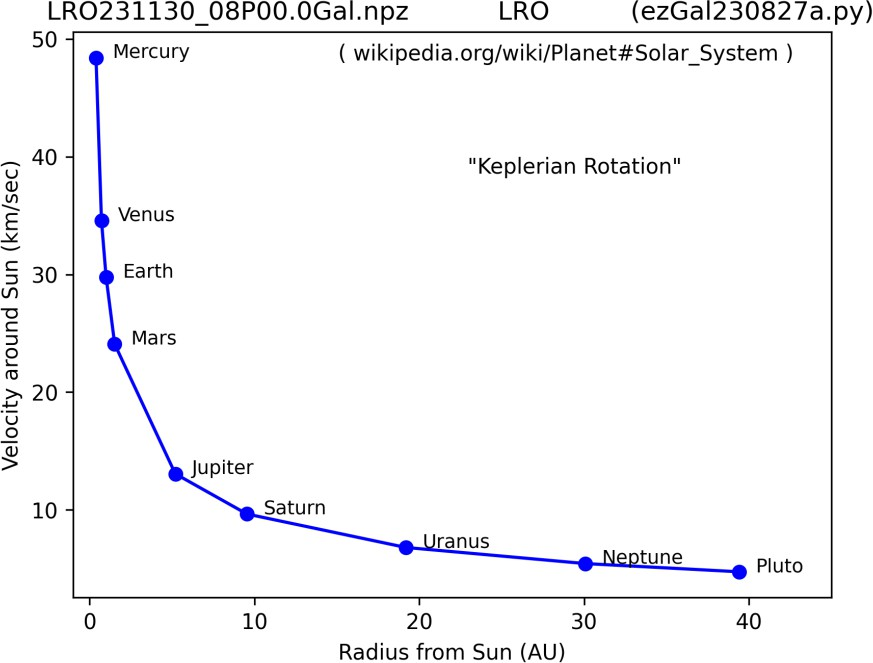 LRO231130_08P00.0Gal.npz LRO (ezGal230827a.py)
50
Mercury
( wikipedia.org/wiki/Planet#Solar_System )
40
"Keplerian Rotation"
Venus
Earth
30
Mars
20
Jupiter
Saturn
10
Uranus
Neptune
Pluto
Velocity around Sun (km/sec)
0 10 20 30 40
Radius from Sun (AU)